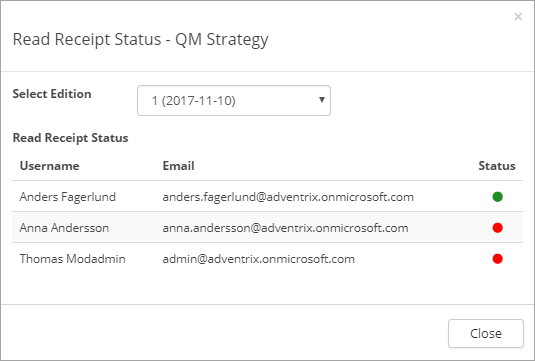 ×
Read Receipt Status - QM Strategy
Select Edition 1 (2017-11-10)
Read Receipt Status
Username Email Status
Anders Fagerlund anders.fagerlund@adventrix.onmicrosoft.com
Anna Andersson anna.andersson@adventrix.onmicrosoft.com
Thomas Modadmin admin@adventrix.onmicrosoft.com
Close